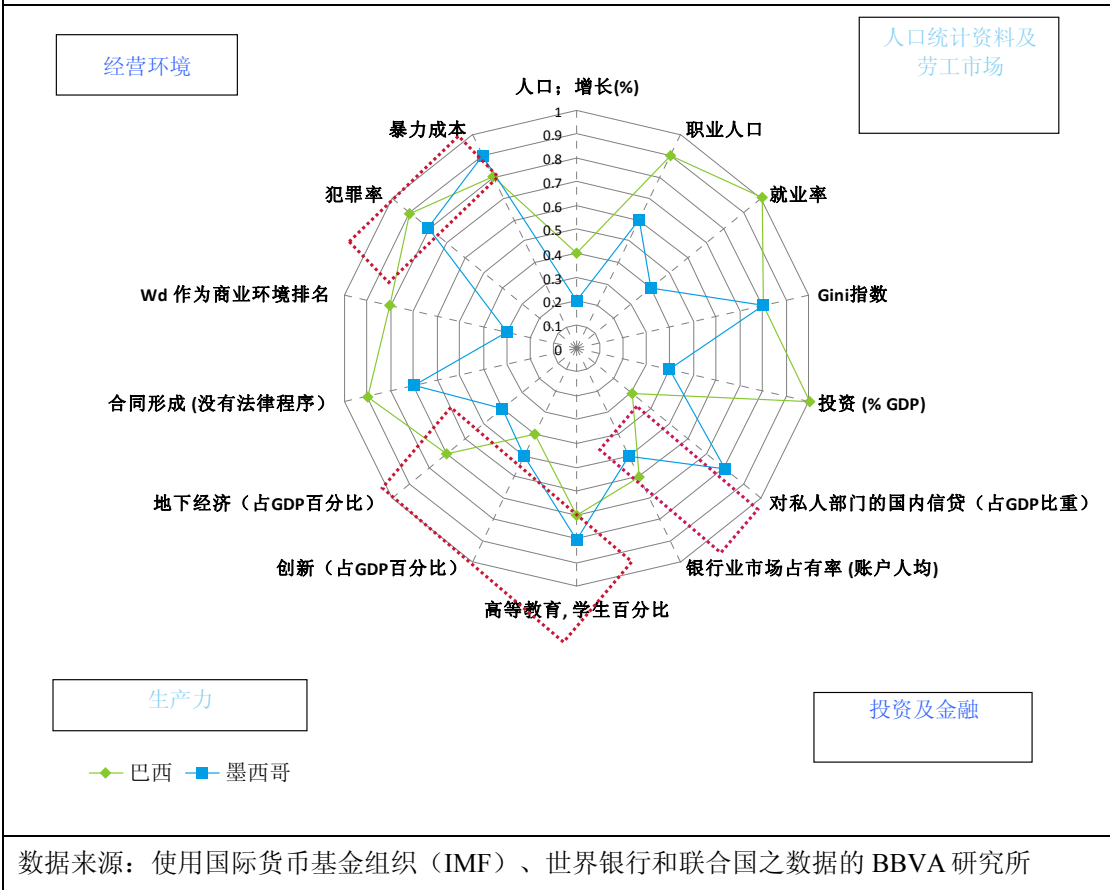 经营环境
人口统计资料及
劳工市场
人口；增长(%)
职业人口
就业率
Gini指数
投资 (% GDP)
对私人部门的国内信贷（占GDP比重）
银行业市场占有率 (账户人均)
高等教育, 学生百分比
创新（占GDP百分比）
地下经济（占GDP百分比）
合同形成 (没有法律程序）
Wd 作为商业环境排名
犯罪率
暴力成本
1
0.9
0.8
0.7
0.6
0.5
0.4
0.3
0.2
0.1
0
生产力
投资及金融
巴西 墨西哥
数据来源：使用国际货币基金组织（IMF）、世界银行和联合国之数据的 BBVA 研究所